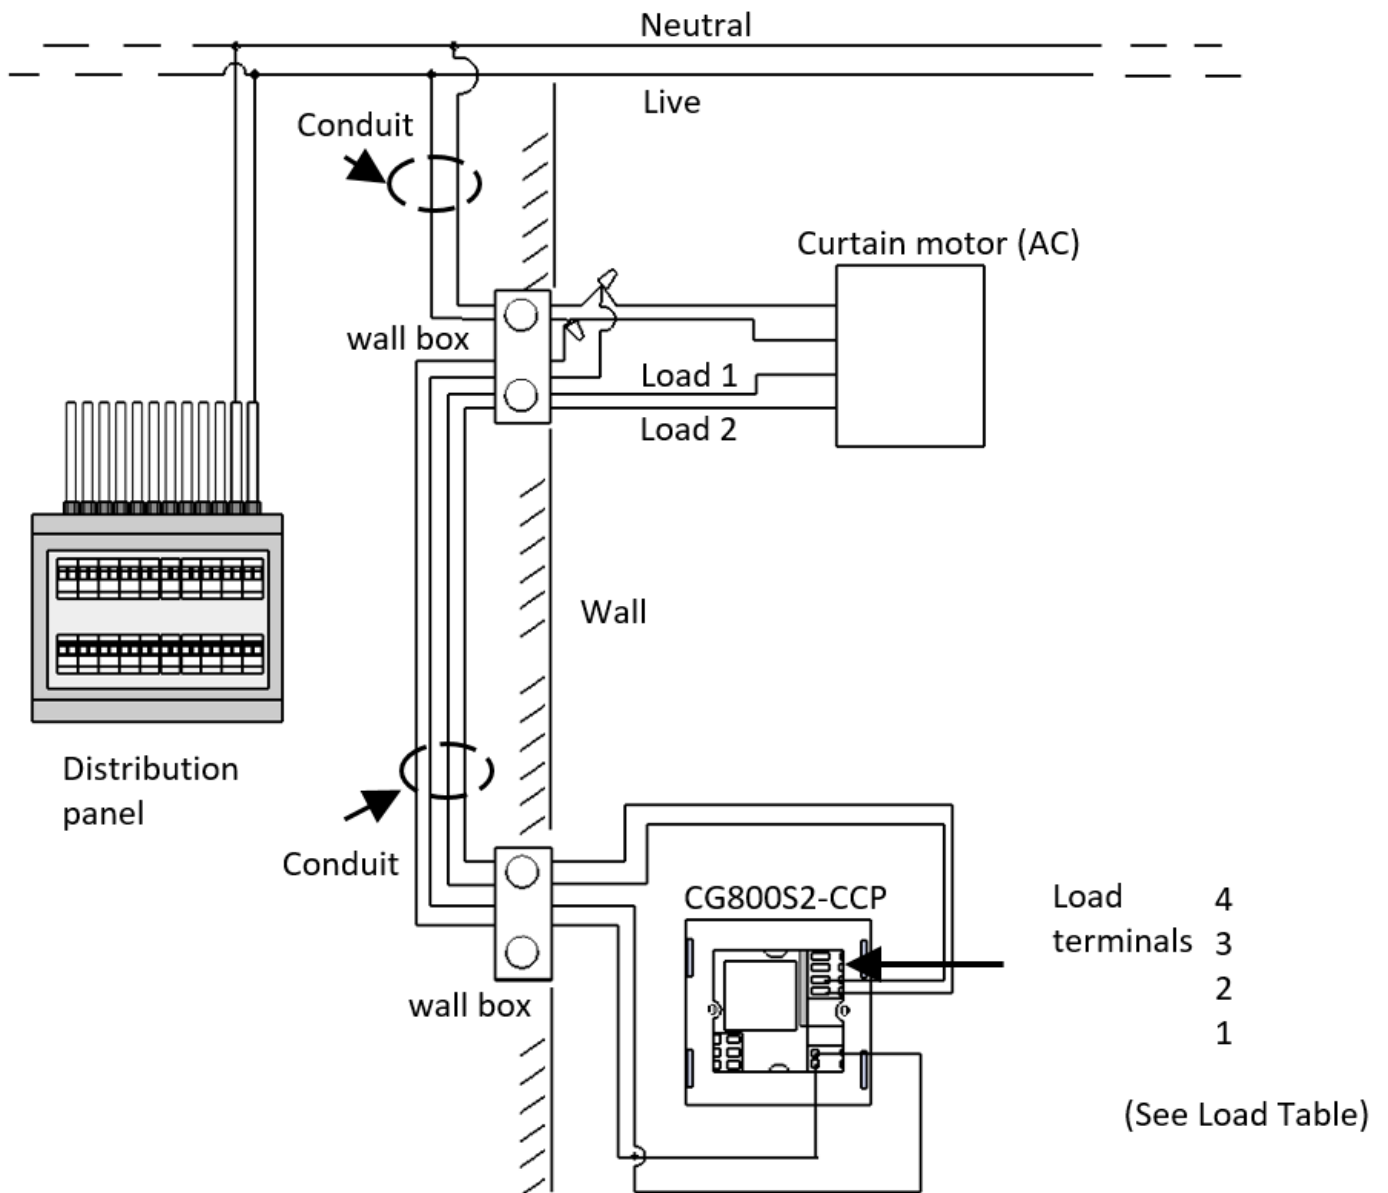 Neutral
Live
Conduit
Curtain motor (AC)
wall box
Load 1
Load 2
Wall
Distribution
panel
Conduit
CG800S2-CCP
Load
terminals
4
3
2
1
wall box
(See Load Table)